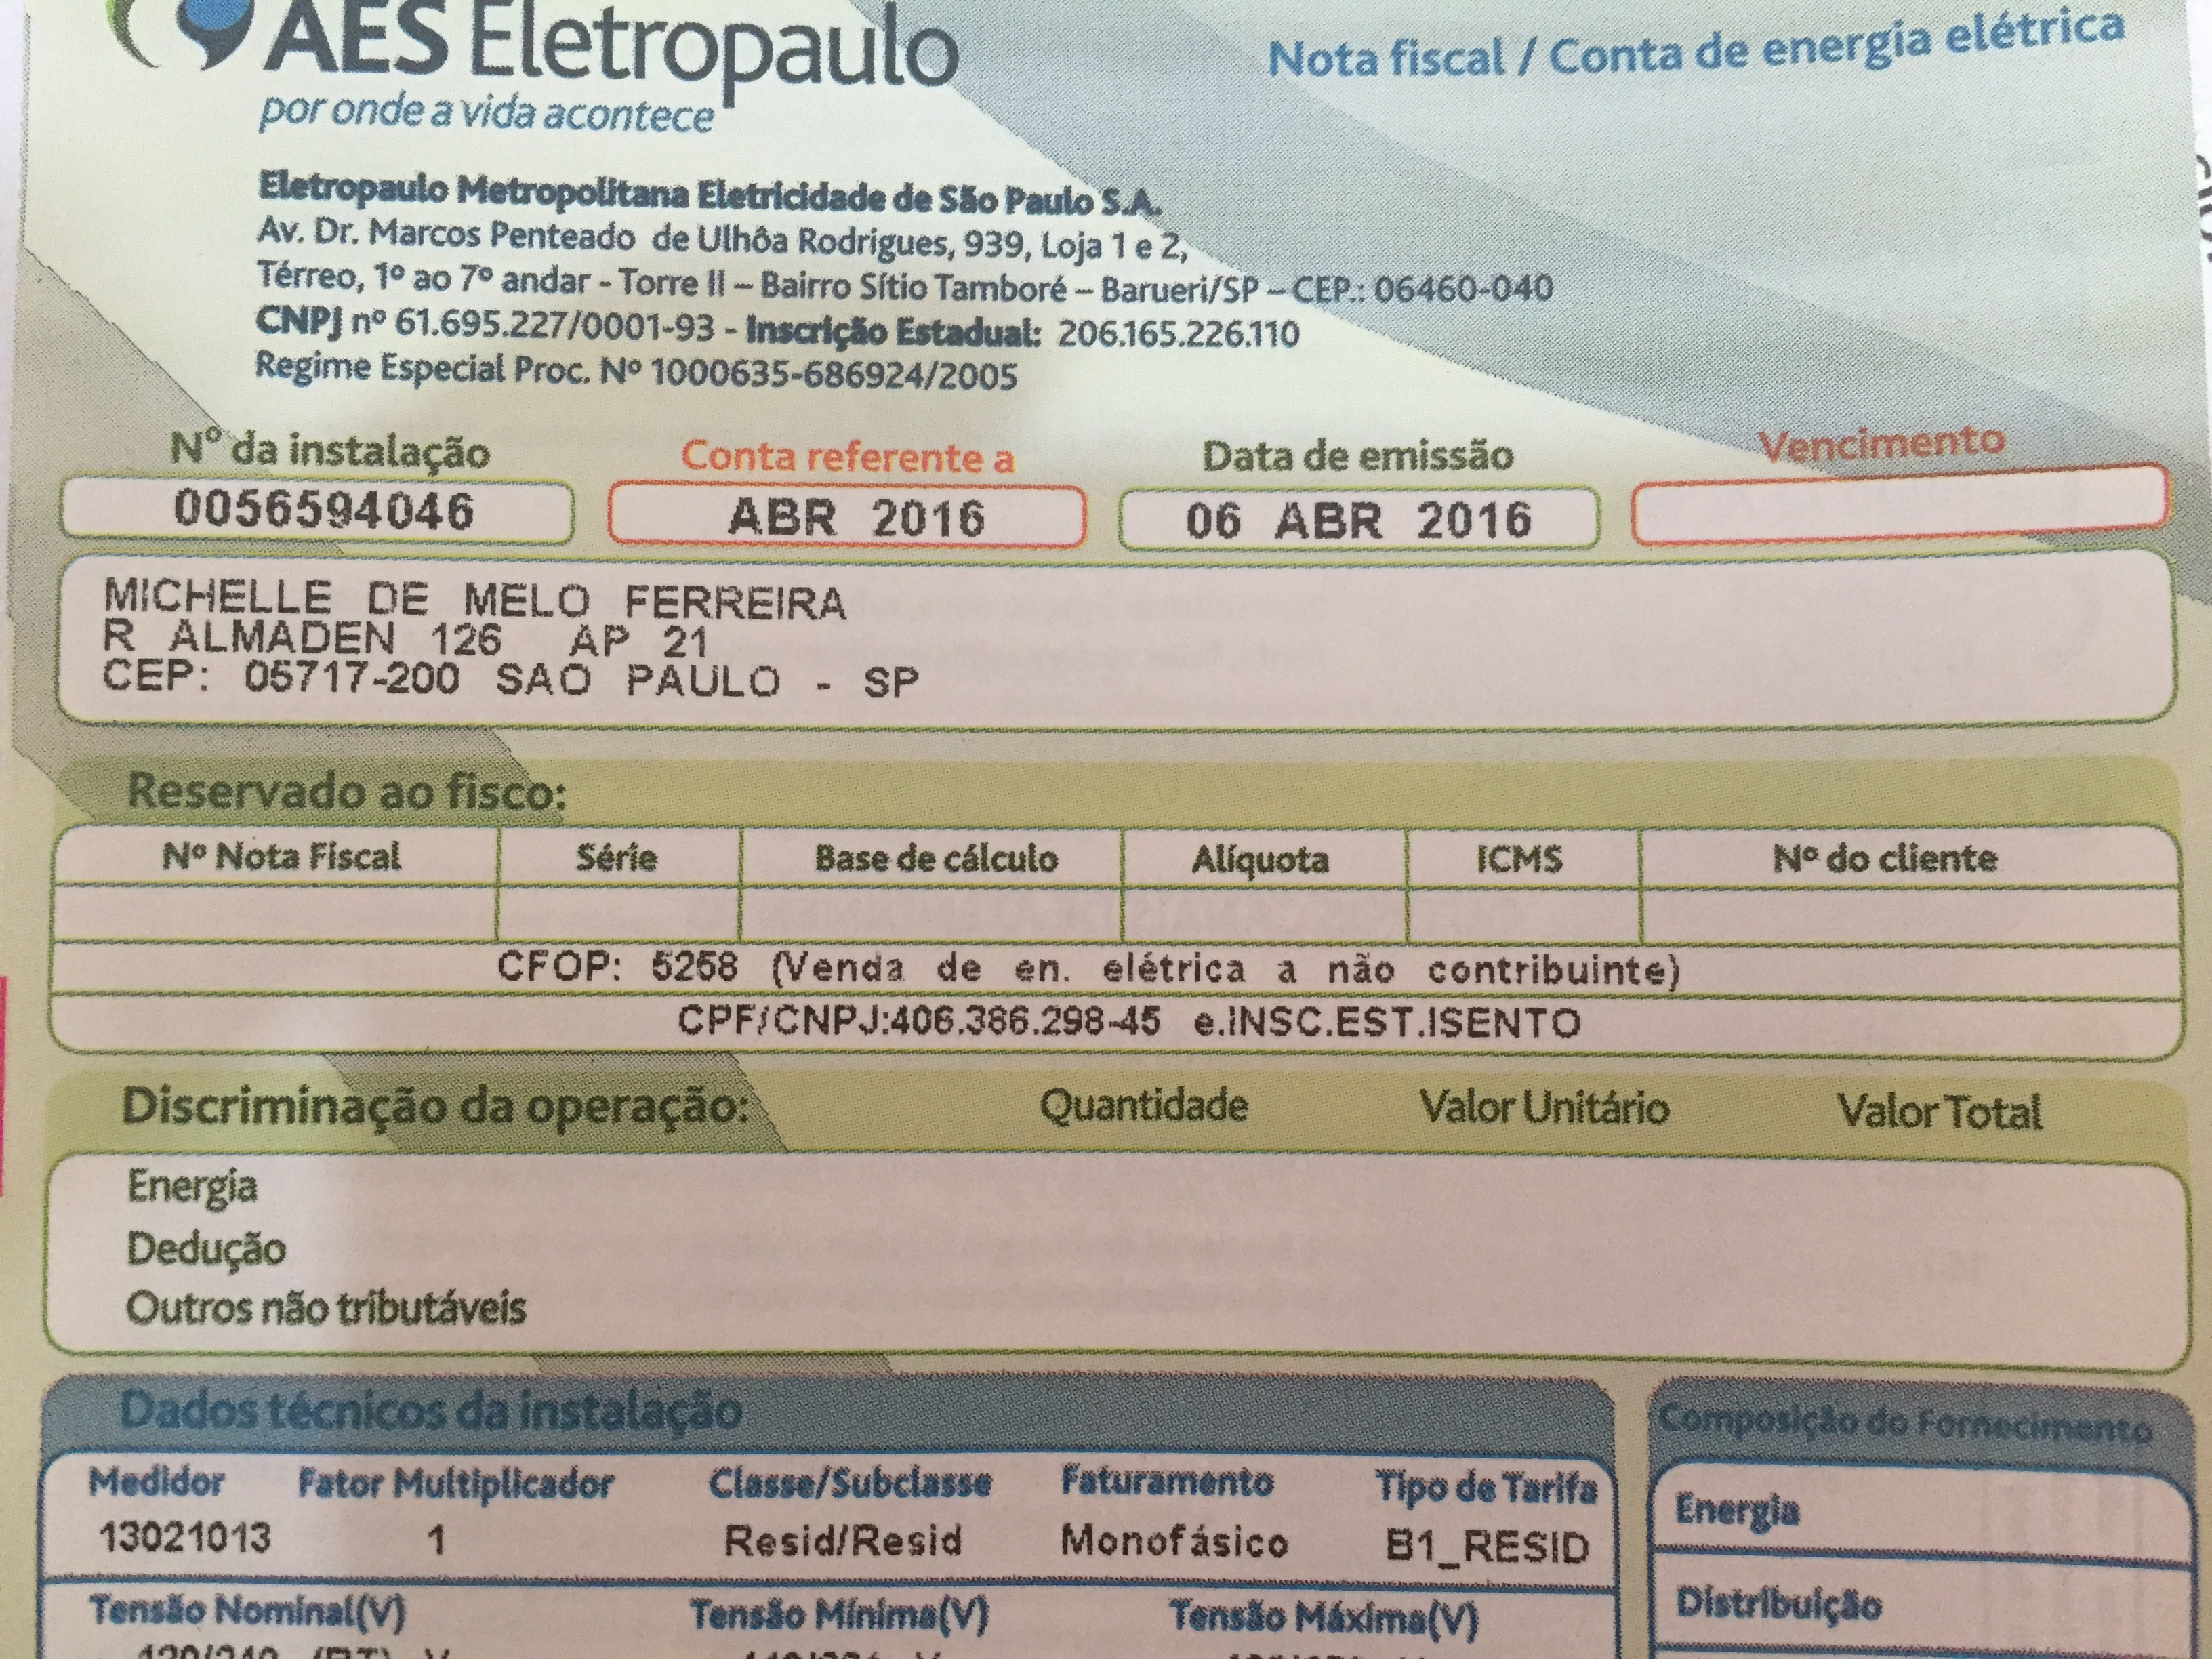 AES Eletropaulo
por onde a vida acontece
Nota fiscal / Conta de energia elétrica
Eletropaulo Metropolitana Eletricidade de São Paulo S.A.
Av. Dr. Marcos Penteado de Ulhôa Rodrigues, 939, Loja 1 e 2,
Térreo, 1º ao 7º andar - Torre II – Bairro Sítio Tamboré – Barueri/SP – CEP.: 06460-040
CNPJ nº 61.695.227/0001-93 - Inscrição Estadual: 206.165.226.110
Regime Especial Proc. Nº 1000635-686924/2005
Nº da instalação Conta referente a Data de emissão Vencimento
0056594046 ABR 2016 06 ABR 2016
MICHELLE DE MELO FERREIRA
R ALMADEN 126 AP 21
CEP: 05717-200 SAO PAULO - SP
Reservado ao fisco:
Nº Nota Fiscal Série Base de cálculo Alíquota ICMS Nº do cliente
CFOP: 5258 (Venda de en. elétrica a não contribuinte)
CPF/CNPJ:406.386.298-45 e.INSC.EST.ISENTO
Discriminação da operação: Quantidade Valor Unitário Valor Total
Energia
Dedução
Outros não tributáveis
Dados técnicos da instalação Composição do Fornecimento
Medidor Fator Multiplicador Classe/Subclasse Faturamento Tipo de Tarifa Energia
13021013 1 Resid/Resid Monofásico B1_RESID
Tensão Nominal(V) Tensão Mínima(V) Tensão Máxima(V) Distribuição